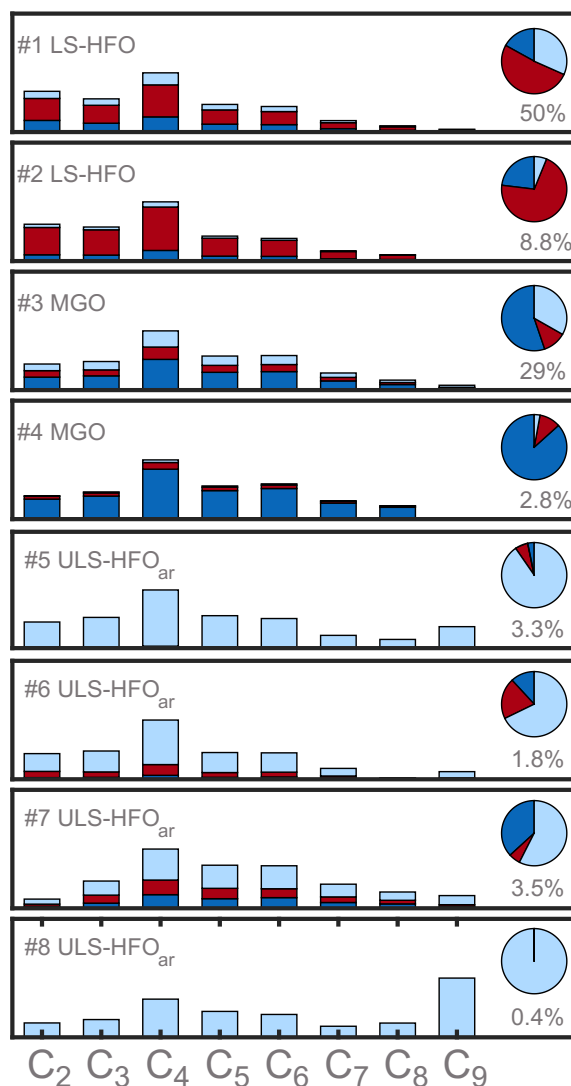 #1 LS-HFO
50%
#2 LS-HFO
8.8%
#3 MGO
29%
#4 MGO
2.8%
#5 ULS-HFOar
3.3%
#6 ULS-HFOar
1.8%
#7 ULS-HFOar
3.5%
#8 ULS-HFOar
0.4%
C2 C3 C4 C5 C6 C7 C8 C9